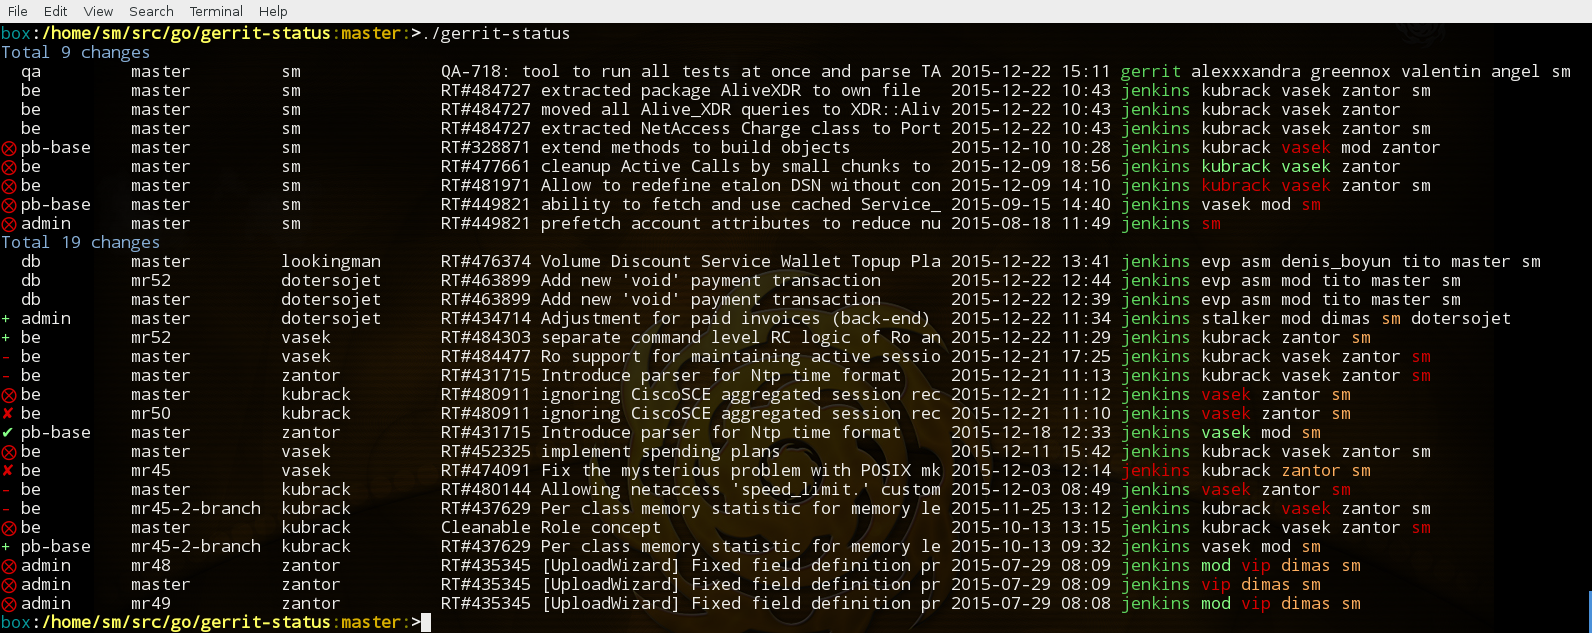 File Edit View Search Terminal Help
box:/home/sm/src/go/gerrit-status:master:>./gerrit-status
Total 9 changes
qa master sm QA-718: tool to run all tests at once and parse TA 2015-12-22 15:11 gerrit alexxxandra greennox valentin angel sm
be master sm RT#484727 extracted package AliveXDR to own file 2015-12-22 10:43 jenkins kubrack vasek zantor sm
be master sm RT#484727 moved all Alive_XDR queries to XDR::Aliv 2015-12-22 10:43 jenkins kubrack vasek zantor
be master sm RT#484727 extracted NetAccess Charge class to Port 2015-12-22 10:43 jenkins kubrack vasek zantor sm
⊗ pb-base master sm RT#328871 extend methods to build objects 2015-12-10 10:28 jenkins kubrack vasek mod zantor
⊗ be master sm RT#477661 cleanup Active Calls by small chunks to 2015-12-09 18:56 jenkins kubrack vasek zantor
⊗ be master sm RT#481971 Allow to redefine etalon DSN without con 2015-12-09 14:10 jenkins kubrack vasek zantor sm
⊗ pb-base master sm RT#449821 ability to fetch and use cached Service_ 2015-09-15 14:40 jenkins vasek mod sm
⊗ admin master sm RT#449821 prefetch account attributes to reduce nu 2015-08-18 11:49 jenkins sm
Total 19 changes
db master lookingman RT#476374 Volume Discount Service Wallet Topup Pla 2015-12-22 13:41 jenkins evp asm denis_boyun tito master sm
db mr52 dotersojet RT#463899 Add new 'void' payment transaction 2015-12-22 12:44 jenkins evp asm mod tito master sm
db master dotersojet RT#463899 Add new 'void' payment transaction 2015-12-22 12:39 jenkins evp asm mod tito master sm
+ admin master dotersojet RT#434714 Adjustment for paid invoices (back-end) 2015-12-22 11:34 jenkins stalker mod dimas sm dotersojet
+ be mr52 vasek RT#484303 separate command level RC logic of Ro an 2015-12-22 11:29 jenkins kubrack zantor sm
- be master vasek RT#484477 Ro support for maintaining active sessio 2015-12-21 17:25 jenkins kubrack vasek zantor sm
- be master zantor RT#431715 Introduce parser for Ntp time format 2015-12-21 11:13 jenkins kubrack vasek zantor sm
⊗ be master kubrack RT#480911 ignoring CiscoSCE aggregated session rec 2015-12-21 11:12 jenkins vasek zantor sm
✘ be mr50 kubrack RT#480911 ignoring CiscoSCE aggregated session rec 2015-12-21 11:10 jenkins vasek zantor sm
✔ pb-base master zantor RT#431715 Introduce parser for Ntp time format 2015-12-18 12:33 jenkins vasek mod sm
⊗ be master vasek RT#452325 implement spending plans 2015-12-11 15:42 jenkins kubrack vasek zantor sm
✘ be mr45 vasek RT#474091 Fix the mysterious problem with POSIX mk 2015-12-03 12:14 jenkins kubrack zantor sm
- be master kubrack RT#480144 Allowing netaccess 'speed_limit.' custom 2015-12-03 08:49 jenkins vasek zantor sm
- be mr45-2-branch kubrack RT#437629 Per class memory statistic for memory le 2015-11-25 13:12 jenkins kubrack vasek zantor sm
⊗ be master kubrack Cleanable Role concept 2015-10-13 13:15 jenkins kubrack vasek zantor sm
+ pb-base mr45-2-branch kubrack RT#437629 Per class memory statistic for memory le 2015-10-13 09:32 jenkins vasek mod sm
⊗ admin mr48 zantor RT#435345 [UploadWizard] Fixed field definition pr 2015-07-29 08:09 jenkins mod vip dimas sm
⊗ admin master zantor RT#435345 [UploadWizard] Fixed field definition pr 2015-07-29 08:09 jenkins vip dimas sm
⊗ admin mr49 zantor RT#435345 [UploadWizard] Fixed field definition pr 2015-07-29 08:08 jenkins mod vip dimas sm
box:/home/sm/src/go/gerrit-status:master:>